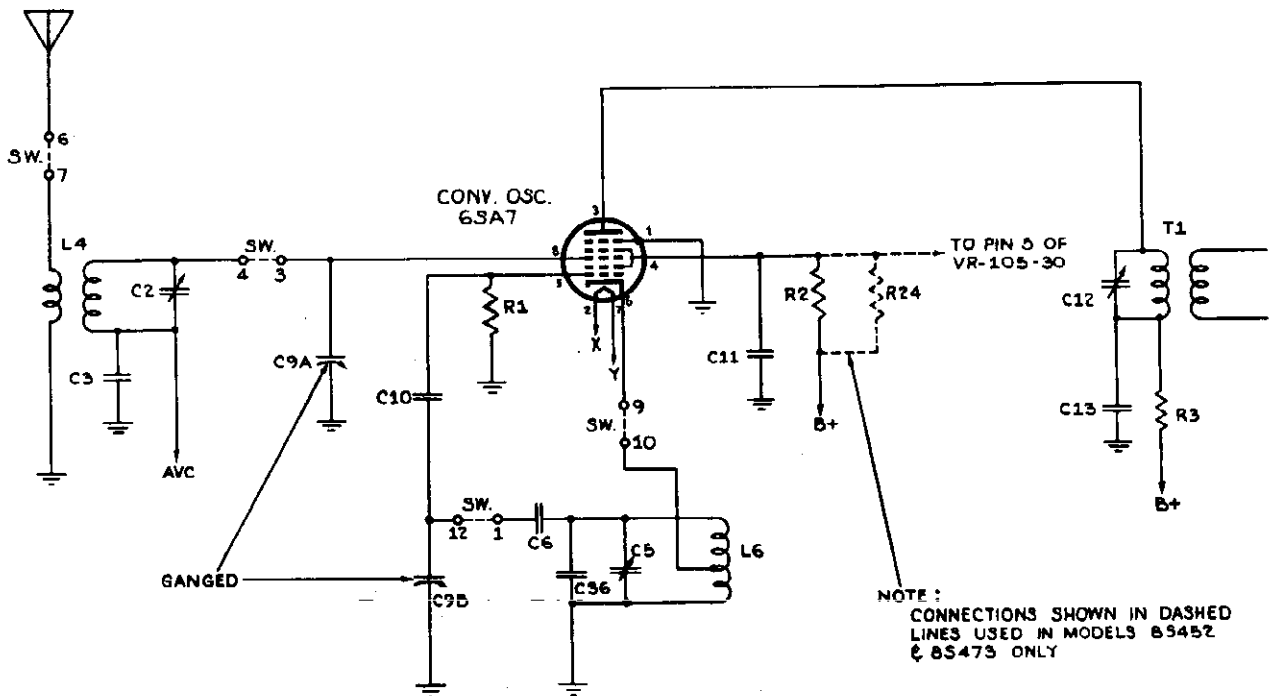 6
SW.
7
L4
C2
C3
AVC
SW.
4 3
C9A
GANGED
CONV. OSC.
6SA7
3
1
8
4
5
2 7 6
X
Y
R1
C10
9
SW.
10
SW.
12 1
C6
C36
C5
L6
C9B
C11
R2
R24
B+
TO PIN 5 OF
VR-105-30
T1
C12
C13
R3
B+
NOTE:
CONNECTIONS SHOWN IN DASHED
LINES USED IN MODELS 8S452
& 8S473 ONLY